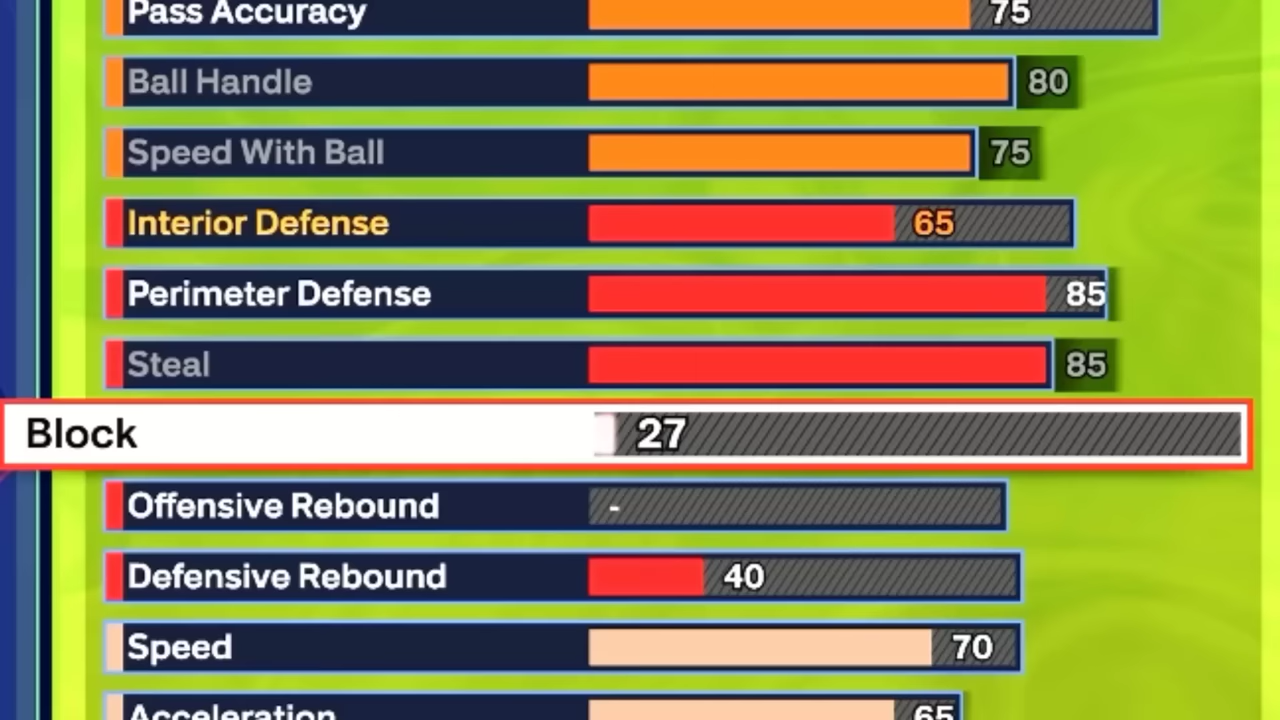 Pass Accuracy 75
Ball Handle 80
Speed With Ball 75
Interior Defense 65
Perimeter Defense 85
Steal 85
Block 27
Offensive Rebound -
Defensive Rebound 40
Speed 70
Acceleration 65